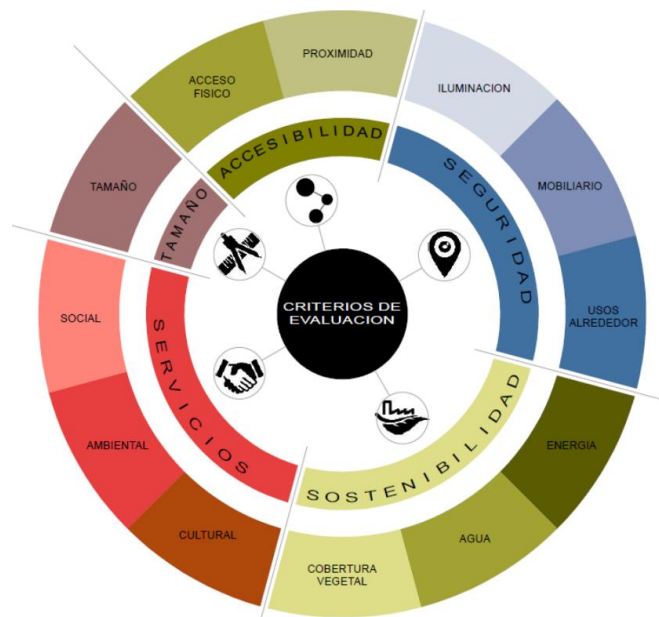 CRITERIOS DE
EVALUACION
ACCESIBILIDAD
ACCESO
FISICO
PROXIMIDAD
SEGURIDAD
ILUMINACION
MOBILIARIO
USOS
ALREDEDOR
SOSTENIBILIDAD
ENERGIA
AGUA
COBERTURA
VEGETAL
SERVICIOS
CULTURAL
AMBIENTAL
SOCIAL
TAMAÑO
TAMAÑO